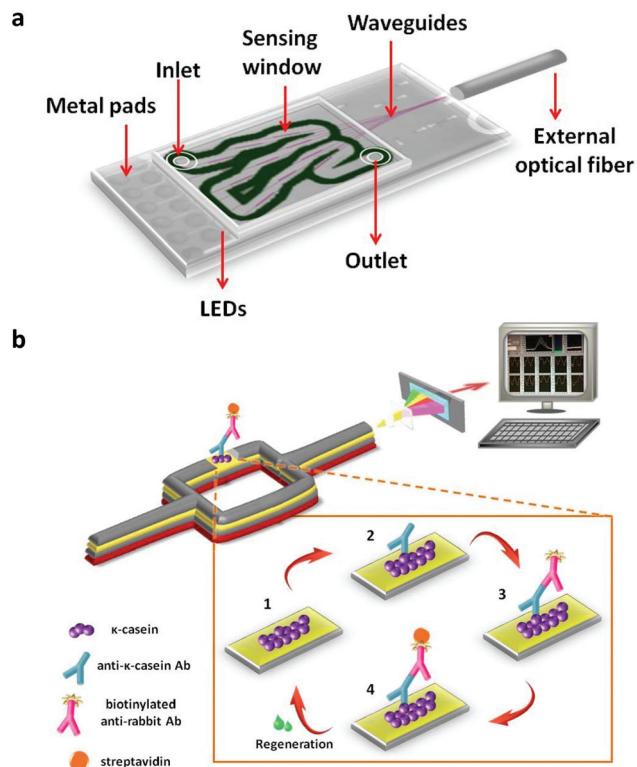 a
Sensing
window
Waveguides
Inlet
Metal pads
External
optical fiber
Outlet
LEDs
b
2
1
3
4
Regeneration
κ-casein
anti-κ-casein Ab
biotinylated
anti-rabbit Ab
streptavidin